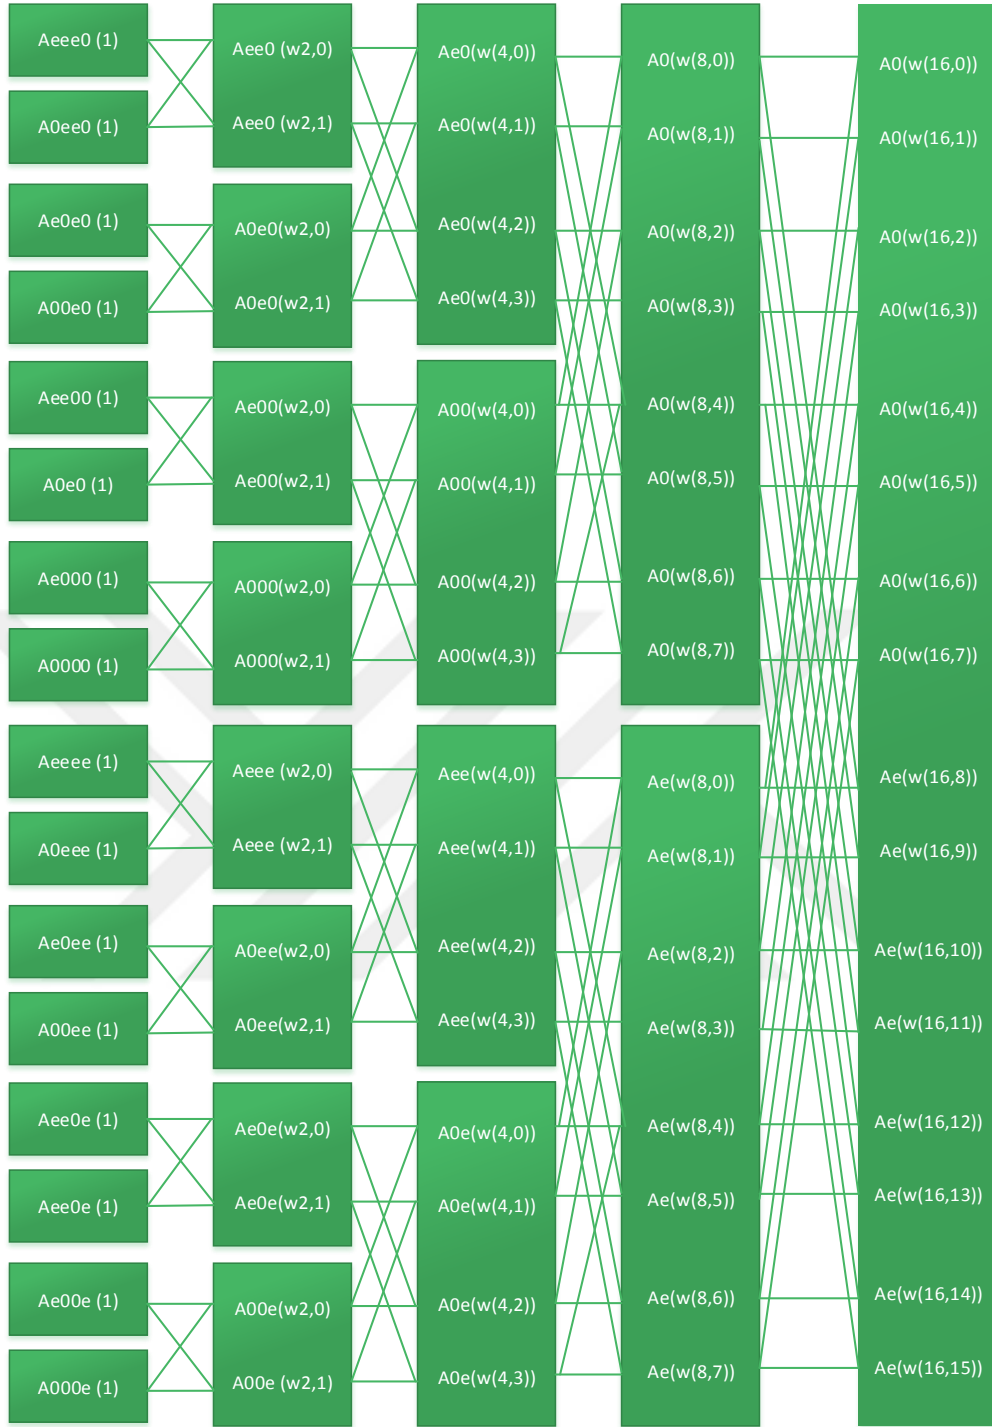 Aeee0 (1)
A0ee0 (1)
Ae0e0 (1)
A00e0 (1)
Aee00 (1)
A0e0 (1)
Ae000 (1)
A0000 (1)
Aeeee (1)
A0eee (1)
Ae0ee (1)
A00ee (1)
Aee0e (1)
Aee0e (1)
Ae00e (1)
A000e (1)
Aee0 (w2,0)
Aee0 (w2,1)
A0e0(w2,0)
A0e0(w2,1)
Ae00(w2,0)
Ae00(w2,1)
A000(w2,0)
A000(w2,1)
Aeee (w2,0)
Aeee (w2,1)
A0ee(w2,0)
A0ee(w2,1)
Ae0e(w2,0)
Ae0e(w2,1)
A00e(w2,0)
A00e (w2,1)
Ae0(w(4,0))
Ae0(w(4,1))
Ae0(w(4,2))
Ae0(w(4,3))
A00(w(4,0))
A00(w(4,1))
A00(w(4,2))
A00(w(4,3))
Aee(w(4,0))
Aee(w(4,1))
Aee(w(4,2))
Aee(w(4,3))
A0e(w(4,0))
A0e(w(4,1))
A0e(w(4,2))
A0e(w(4,3))
A0(w(8,0))
A0(w(8,1))
A0(w(8,2))
A0(w(8,3))
A0(w(8,4))
A0(w(8,5))
A0(w(8,6))
A0(w(8,7))
Ae(w(8,0))
Ae(w(8,1))
Ae(w(8,2))
Ae(w(8,3))
Ae(w(8,4))
Ae(w(8,5))
Ae(w(8,6))
Ae(w(8,7))
A0(w(16,0))
A0(w(16,1))
A0(w(16,2))
A0(w(16,3))
A0(w(16,4))
A0(w(16,5))
A0(w(16,6))
A0(w(16,7))
Ae(w(16,8))
Ae(w(16,9))
Ae(w(16,10))
Ae(w(16,11))
Ae(w(16,12))
Ae(w(16,13))
Ae(w(16,14))
Ae(w(16,15))